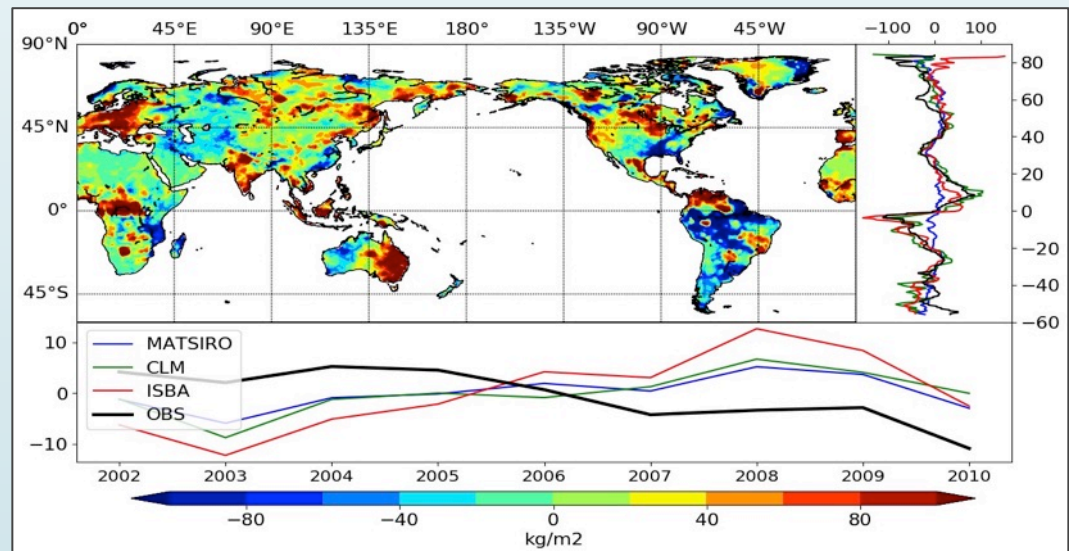 0° 45°E 90°E 135°E 180° 135°W 90°W 45°W −100 0 100
90°N
80
60
45°N
40
20
0°
0
−20
45°S
−40
−60
10
MATSIRO
CLM
0
ISBA
OBS
−10
2002 2003 2004 2005 2006 2007 2008 2009 2010
−80 −40 0 40 80
kg/m2